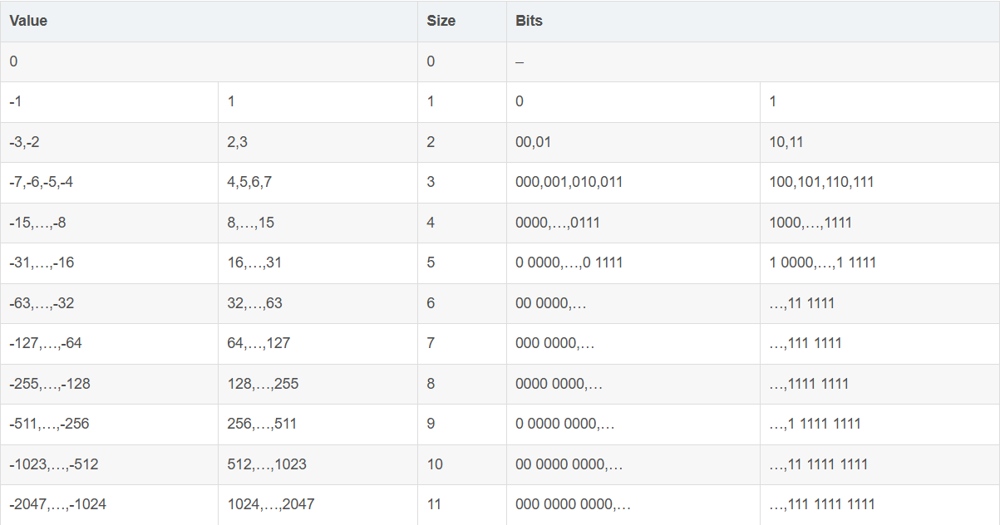 Value Size Bits
0 0 –
-1 1 1 0 1
-3,-2 2,3 2 00,01 10,11
-7,-6,-5,-4 4,5,6,7 3 000,001,010,011 100,101,110,111
-15,…,-8 8,…,15 4 0000,…,0111 1000,…,1111
-31,…,-16 16,…,31 5 0 0000,…,0 1111 1 0000,…,1 1111
-63,…,-32 32,…,63 6 00 0000,… …,11 1111
-127,…,-64 64,…,127 7 000 0000,… …,111 1111
-255,…,-128 128,…,255 8 0000 0000,… …,1111 1111
-511,…,-256 256,…,511 9 0 0000 0000,… …,1 1111 1111
-1023,…,-512 512,…,1023 10 00 0000 0000,… …,11 1111 1111
-2047,…,-1024 1024,…,2047 11 000 0000 0000,… …,111 1111 1111